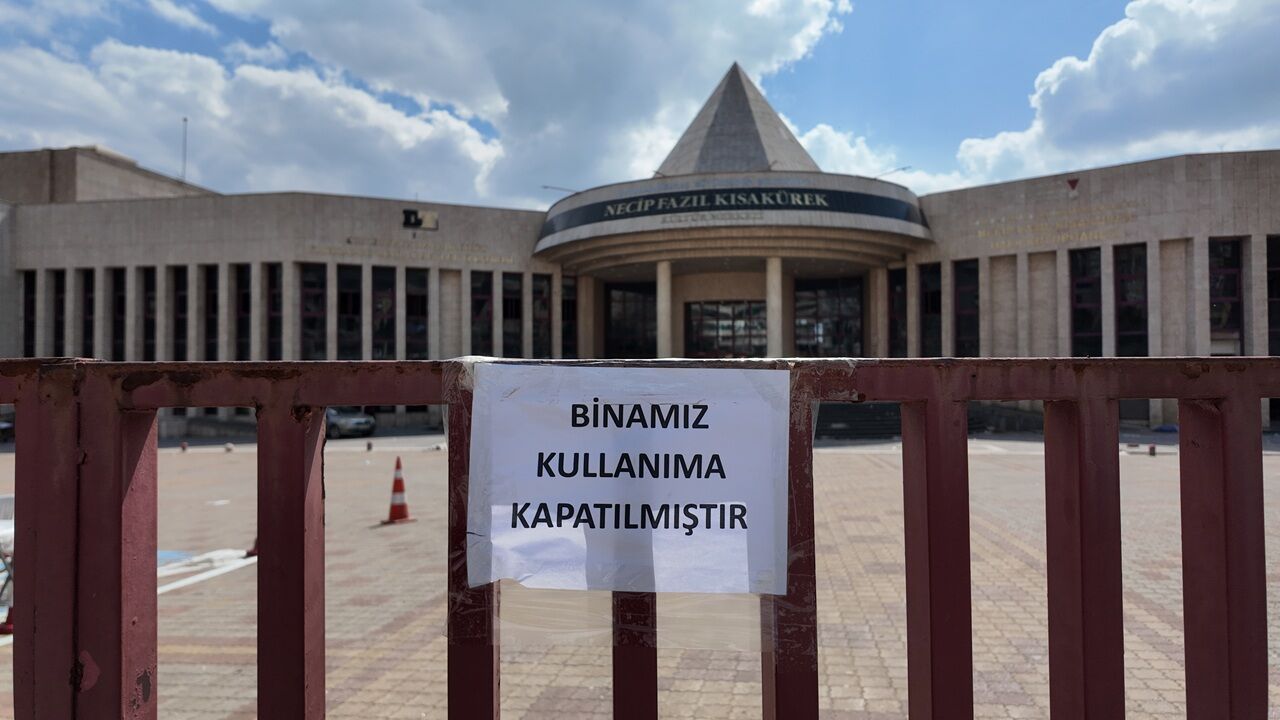 NECİP FAZIL KISAKÜREK
KÜLTÜR MERKEZİ
BİNAMIZ
KULLANIMA
KAPATILMIŞTIR